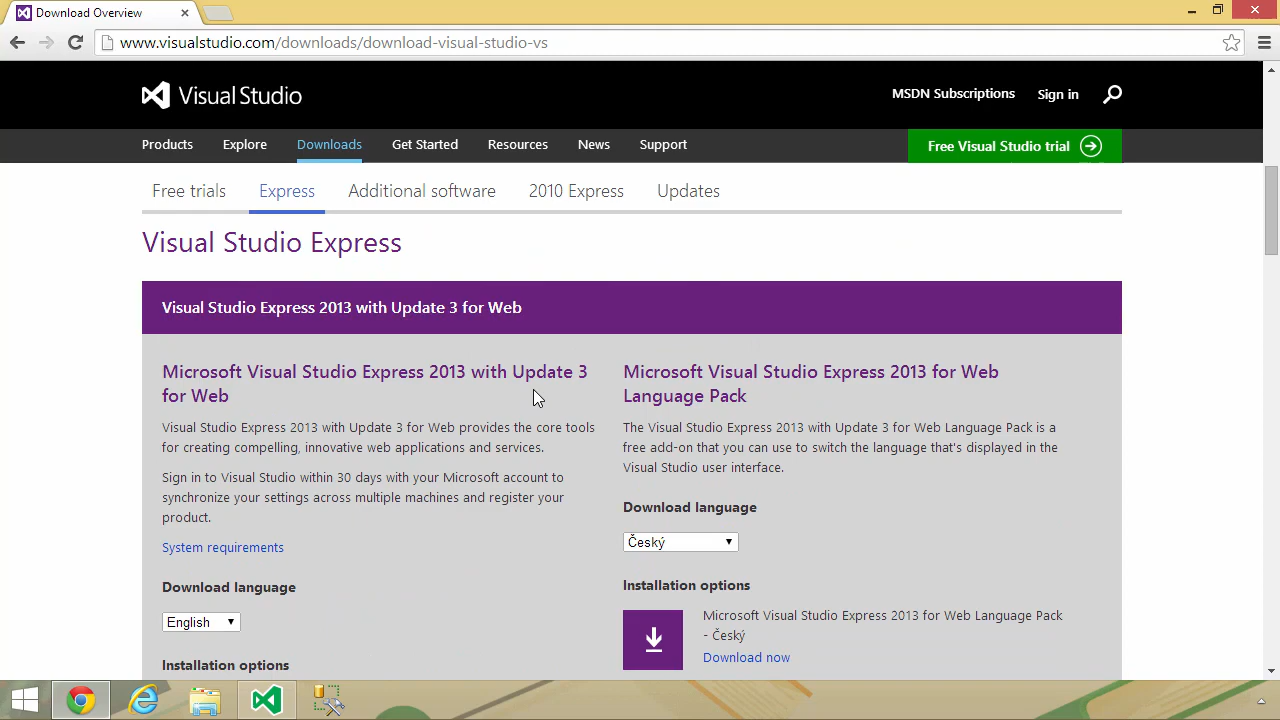 Download Overview
www.visualstudio.com/downloads/download-visual-studio-vs
Visual Studio
MSDN Subscriptions Sign in
Products Explore Downloads Get Started Resources News Support Free Visual Studio trial
Free trials Express Additional software 2010 Express Updates
Visual Studio Express
Visual Studio Express 2013 with Update 3 for Web
Microsoft Visual Studio Express 2013 with Update 3
for Web
Visual Studio Express 2013 with Update 3 for Web provides the core tools
for creating compelling, innovative web applications and services.
Sign in to Visual Studio within 30 days with your Microsoft account to
synchronize your settings across multiple machines and register your
product.
System requirements
Download language
English
Installation options
Microsoft Visual Studio Express 2013 for Web
Language Pack
The Visual Studio Express 2013 with Update 3 for Web Language Pack is a
free add-on that you can use to switch the language that's displayed in the
Visual Studio user interface.
Download language
Český
Installation options
Microsoft Visual Studio Express 2013 for Web Language Pack
- Český
Download now